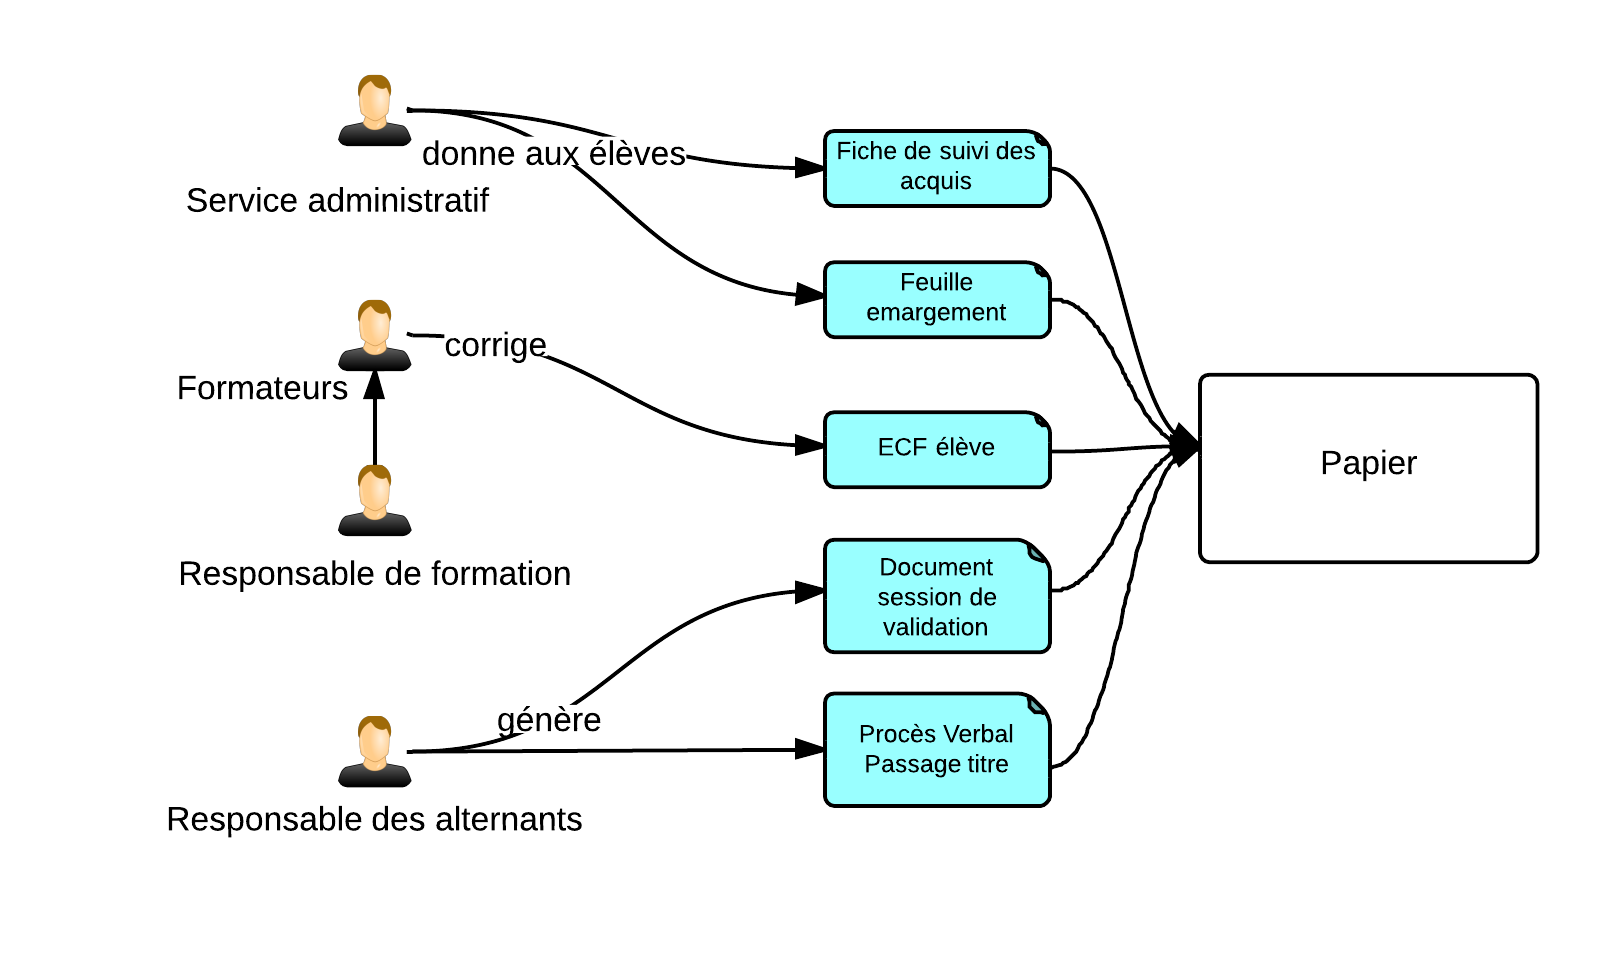 donne aux élèves
Service administratif
Fiche de suivi des
acquis
Feuille
emargement
corrige
Formateurs
ECF élève
Papier
Responsable de formation
Document
session de
validation
génère
Procès Verbal
Passage titre
Responsable des alternants